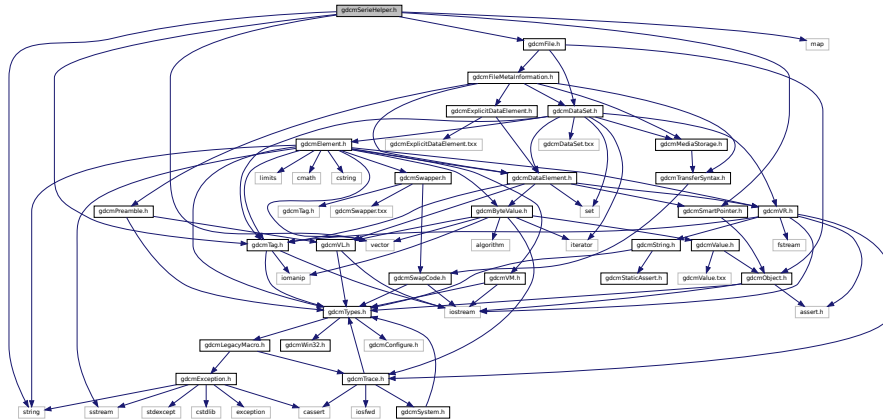 gdcmSerieHelper.h
gdcmFile.h
map
gdcmFileMetaInformation.h
gdcmExplicitDataElement.h
gdcmDataSet.h
gdcmElement.h
gdcmExplicitDataElement.txx
gdcmDataSet.txx
gdcmMediaStorage.h
limits
cmath
cstring
gdcmSwapper.h
gdcmDataElement.h
gdcmTransferSyntax.h
gdcmPreamble.h
gdcmTag.h
gdcmSwapper.txx
gdcmByteValue.h
set
gdcmSmartPointer.h
gdcmVR.h
gdcmTag.h
gdcmVL.h
vector
algorithm
iterator
gdcmString.h
gdcmValue.h
fstream
iomanip
gdcmSwapCode.h
gdcmVM.h
gdcmStaticAssert.h
gdcmValue.txx
gdcmObject.h
gdcmTypes.h
iostream
assert.h
gdcmLegacyMacro.h
gdcmWin32.h
gdcmConfigure.h
gdcmException.h
gdcmTrace.h
string
sstream
stdexcept
cstdlib
exception
cassert
iosfwd
gdcmSystem.h